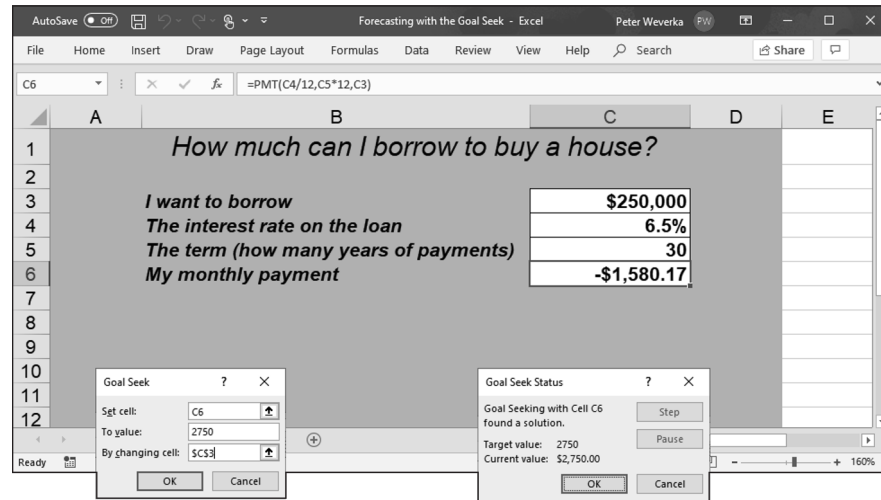 AutoSave Off Forecasting with the Goal Seek - Excel Peter Weverka PW
File Home Insert Draw Page Layout Formulas Data Review View Help Search Share
C6 fx =PMT(C4/12,C5*12,C3)
A B C D E
1 How much can I borrow to buy a house?
2
3 I want to borrow $250,000
4 The interest rate on the loan 6.5%
5 The term (how many years of payments) 30
6 My monthly payment -$1,580.17
7
8
9
10
11
12
Goal Seek ? ×
Set cell: C6
To value: 2750
By changing cell: $C$3
OK Cancel
Goal Seek Status ? ×
Goal Seeking with Cell C6 Step
found a solution.
Pause
Target value: 2750
Current value: $2,750.00
OK Cancel
Ready 160%